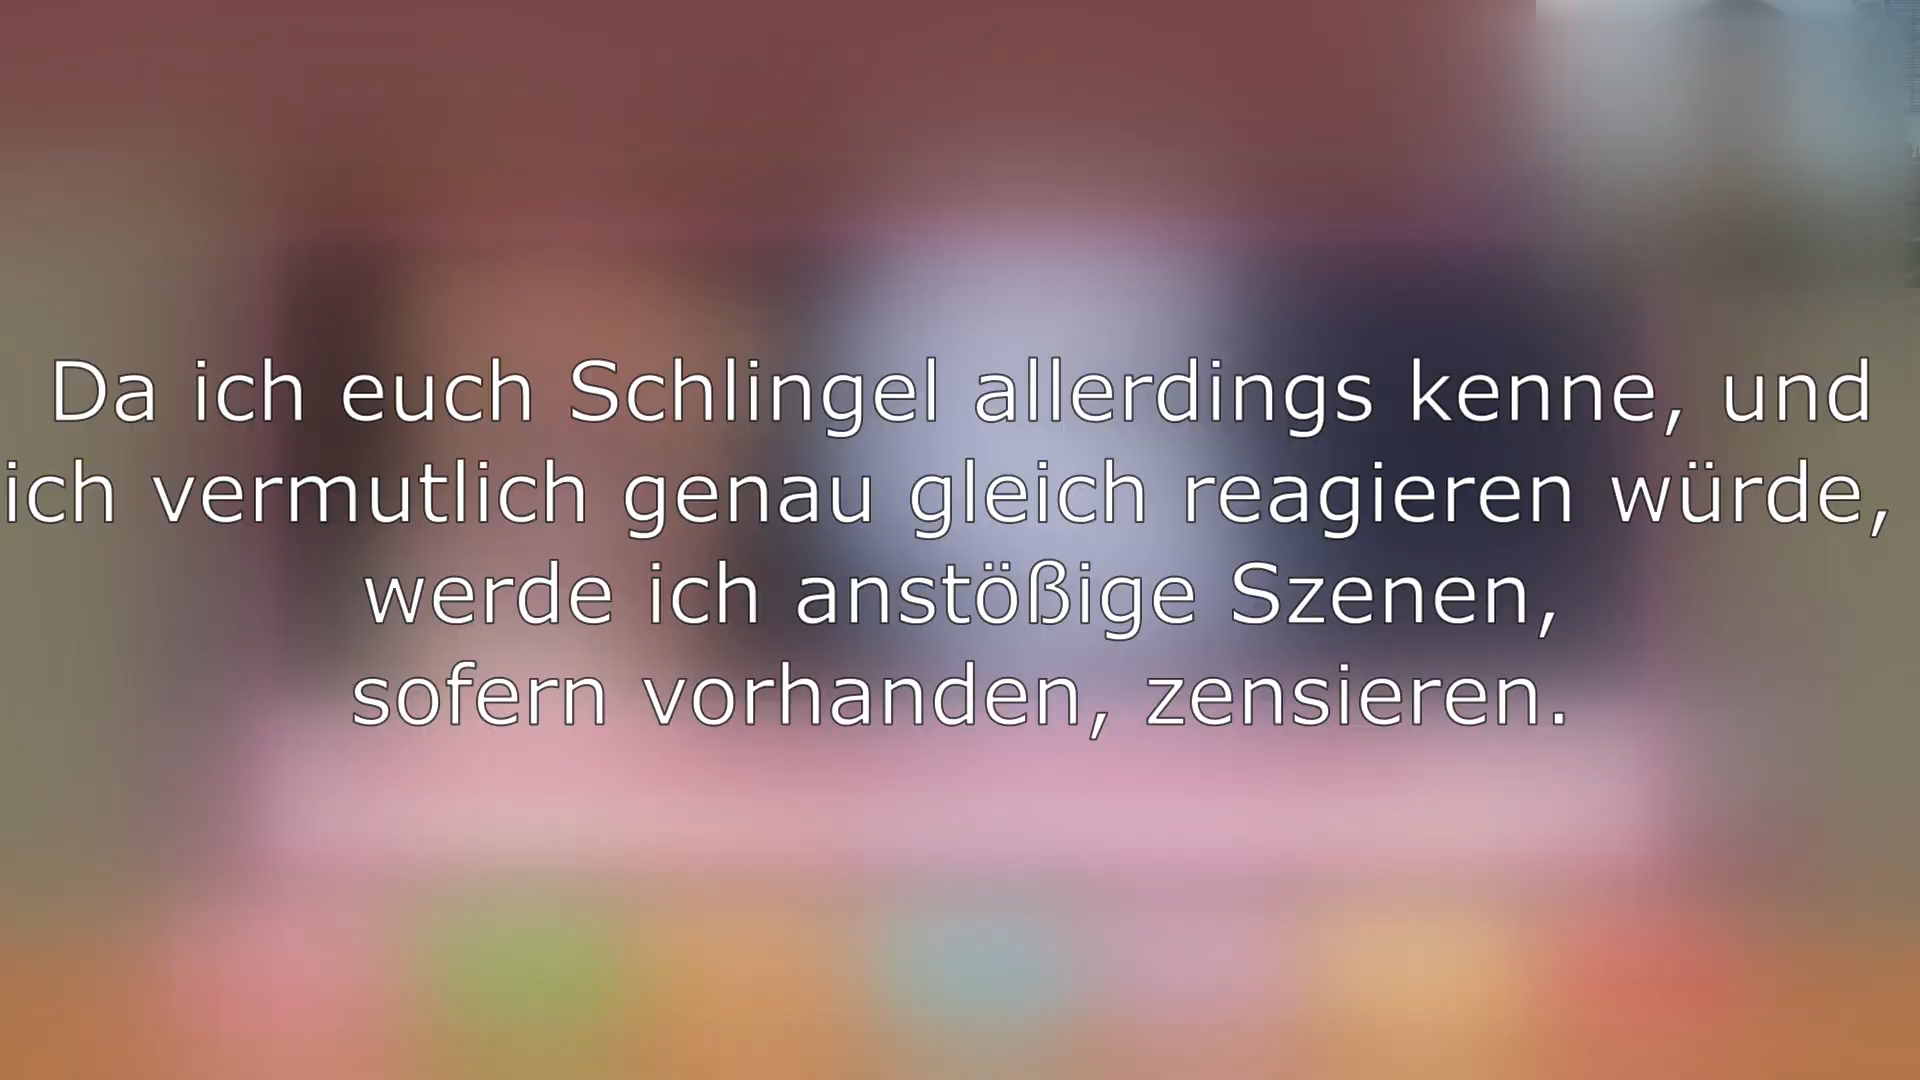 Da ich euch Schlingel allerdings kenne, und
ich vermutlich genau gleich reagieren würde,
werde ich anstößige Szenen,
sofern vorhanden, zensieren.